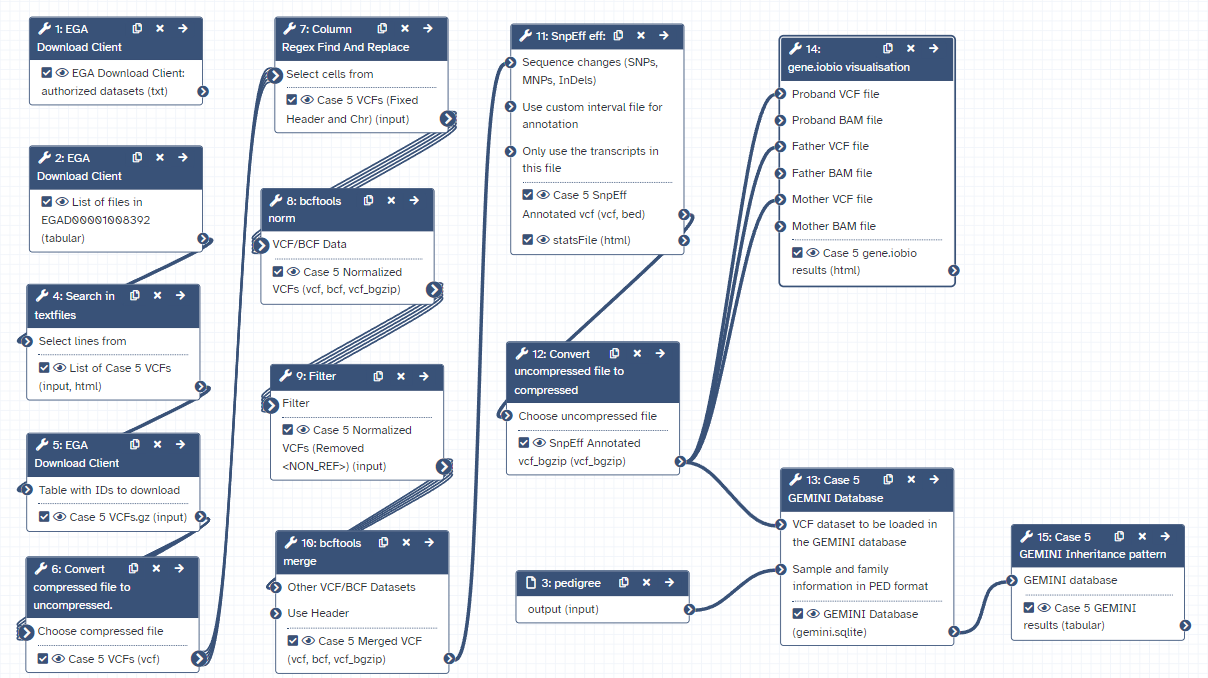 1: EGA
Download Client
EGA Download Client:
authorized datasets (txt)
2: EGA
Download Client
List of files in
EGAD00001008392
(tabular)
4: Search in
textfiles
Select lines from
List of Case 5 VCFs
(input, html)
5: EGA
Download Client
Table with IDs to download
Case 5 VCFs.gz (input)
6: Convert
compressed file to
uncompressed.
Choose compressed file
Case 5 VCFs (vcf)
7: Column
Regex Find And Replace
Select cells from
Case 5 VCFs (Fixed
Header and Chr) (input)
8: bcftools
norm
VCF/BCF Data
Case 5 Normalized
VCFs (vcf, bcf, vcf_bgzip)
9: Filter
Filter
Case 5 Normalized
VCFs (Removed
<NON_REF>) (input)
10: bcftools
merge
Other VCF/BCF Datasets
Use Header
Case 5 Merged VCF
(vcf, bcf, vcf_bgzip)
11: SnpEff eff:
Sequence changes (SNPs,
MNPs, InDels)
Use custom interval file for
annotation
Only use the transcripts in
this file
Case 5 SnpEff
Annotated vcf (vcf, bed)
statsFile (html)
12: Convert
uncompressed file to
compressed
Choose uncompressed file
SnpEff Annotated
vcf_bgzip (vcf_bgzip)
3: pedigree
output (input)
14:
gene.iobio visualisation
Proband VCF file
Proband BAM file
Father VCF file
Father BAM file
Mother VCF file
Mother BAM file
Case 5 gene.iobio
results (html)
13: Case 5
GEMINI Database
VCF dataset to be loaded in
the GEMINI database
Sample and family
information in PED format
GEMINI Database
(gemini.sqlite)
15: Case 5
GEMINI Inheritance pattern
GEMINI database
Case 5 GEMINI
results (tabular)